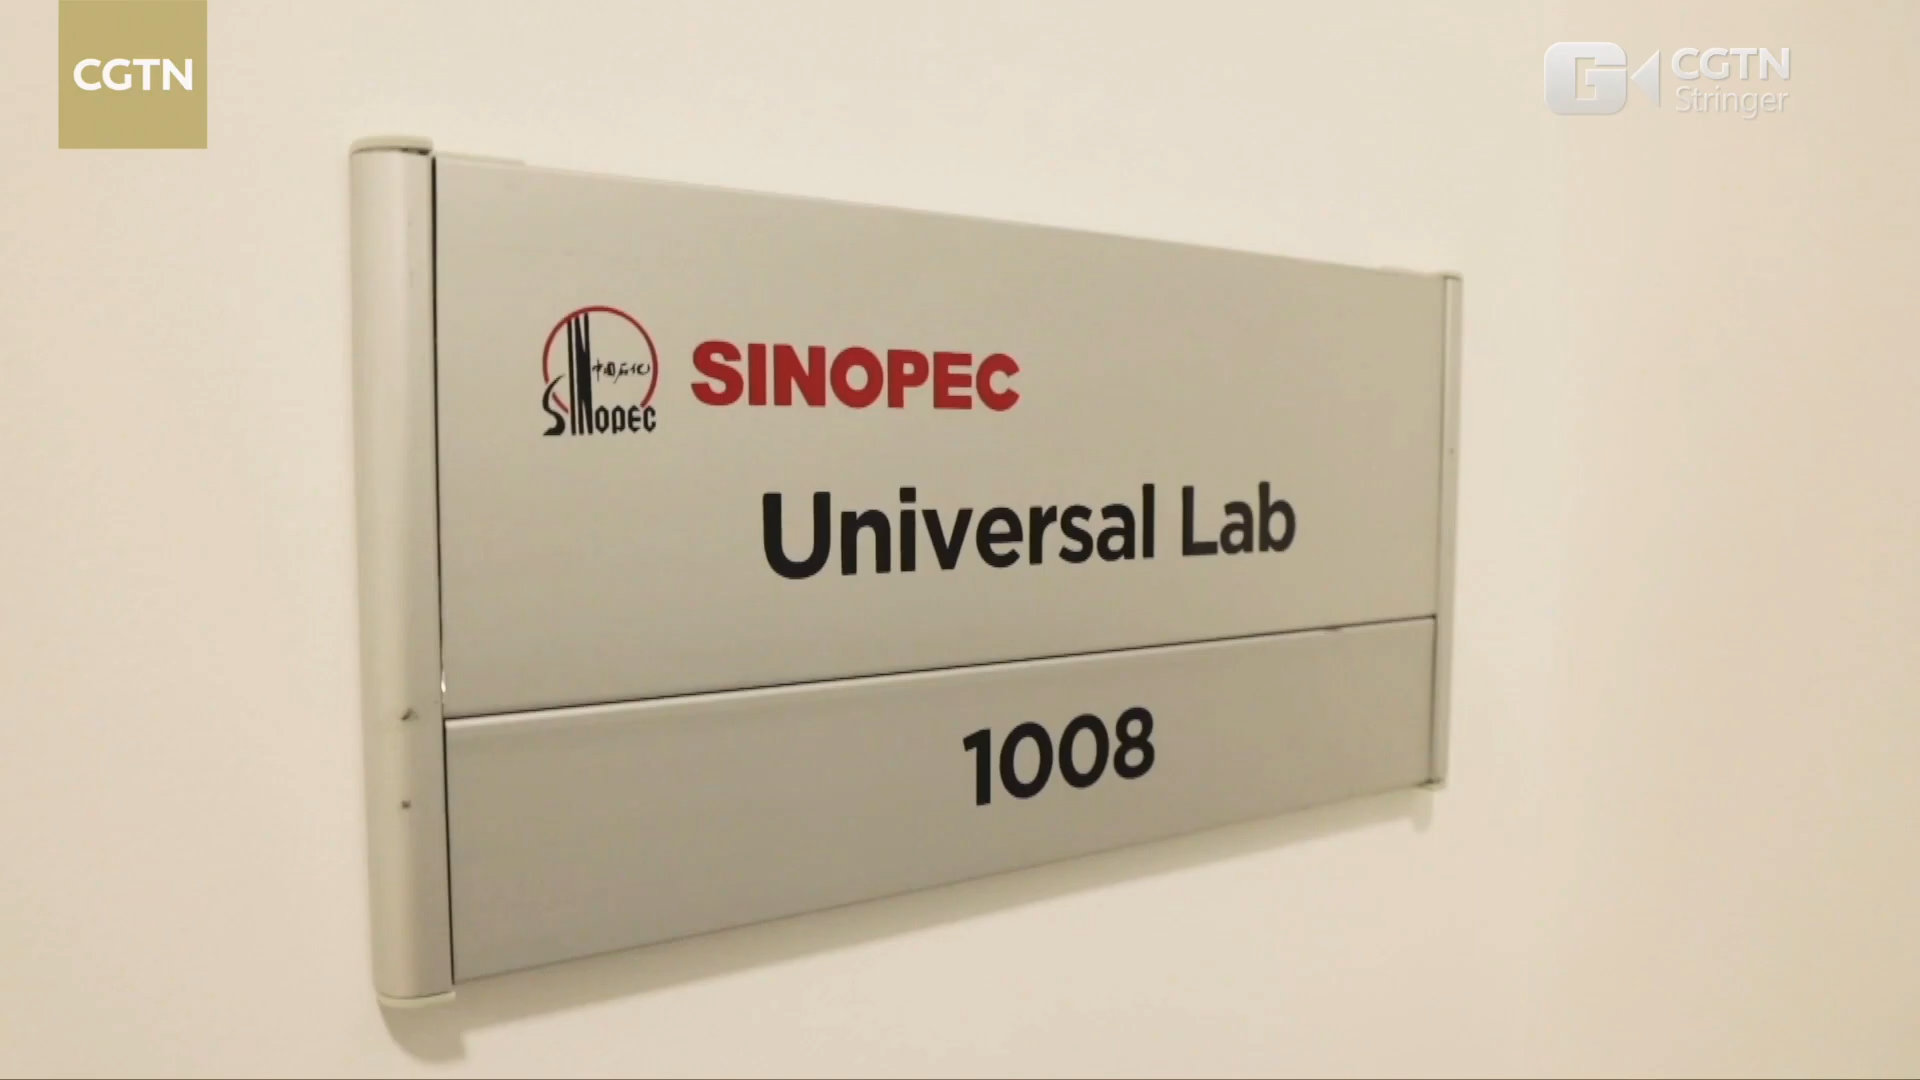 CGTN
CGTN
Stringer
中国石化
SINOPEC
SINOPEC
Universal Lab
1008